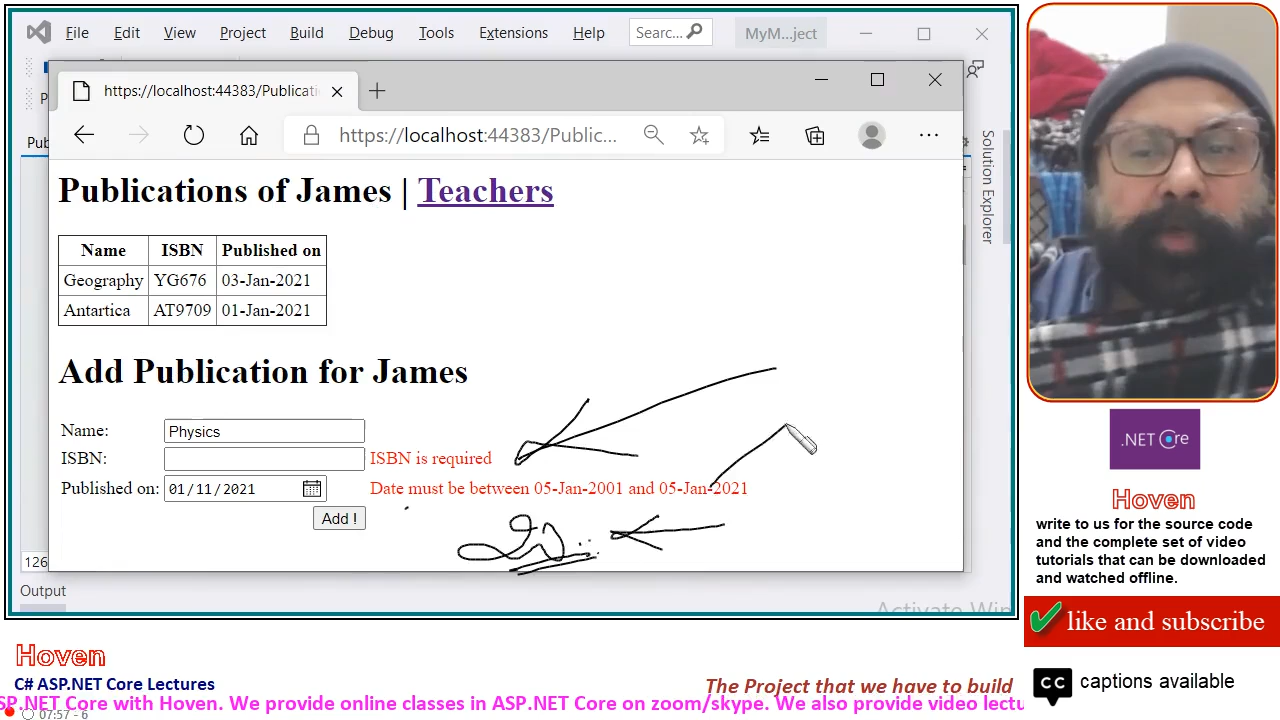 File Edit View Project Build Debug Tools Extensions Help Searc... MyM...ject
https://localhost:44383/Publicati
https://localhost:44383/Public...
Pub
Solution Explorer
Publications of James | Teachers
Name ISBN Published on
Geography YG676 03-Jan-2021
Antartica AT9709 01-Jan-2021
Add Publication for James
Name: Physics
ISBN: ISBN is required
Published on: 01/11/2021 Date must be between 05-Jan-2001 and 05-Jan-2021
Add !
126
Output
.NET Core
Hoven
write to us for the source code
and the complete set of video
tutorials that can be downloaded
and watched offline.
like and subscribe
CC captions available
Hoven
C# ASP.NET Core Lectures
The Project that we have to build
SP.NET Core with Hoven. We provide online classes in ASP.NET Core on zoom/skype. We also provide video lectu
07:57 - 6